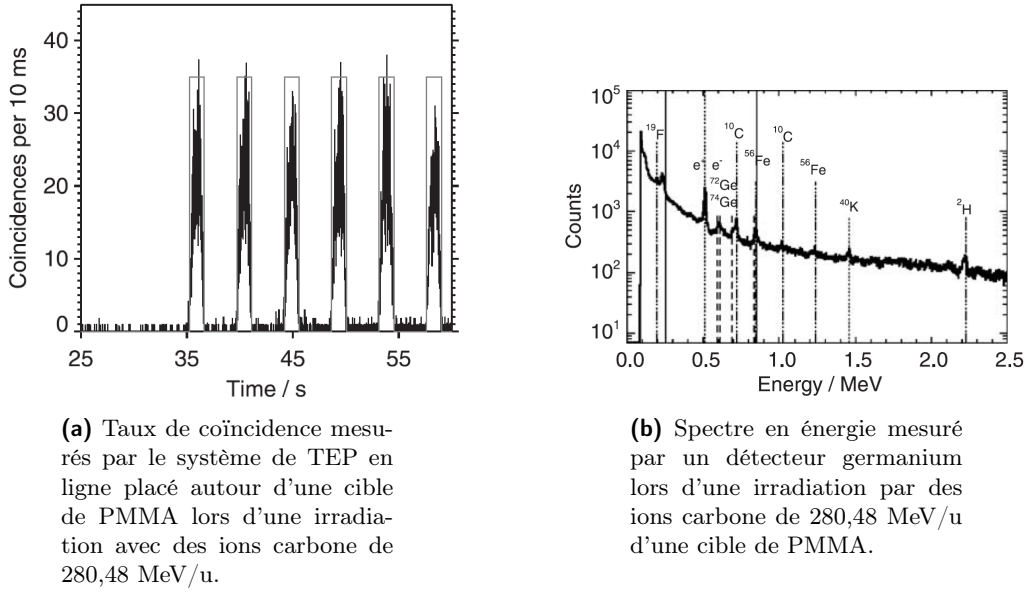 40
30
20
10
0
25
35
45
55
Coincidences per 10 ms
Time / s
10⁵
10⁴
10³
10²
10¹
0.0
0.5
1.0
1.5
2.0
2.5
Counts
Energy / MeV
¹⁹F
e⁺ e⁻
⁷²Ge
⁷⁴Ge
¹⁰C
⁵⁶Fe
¹⁰C
⁵⁶Fe
⁴⁰K
²H
(a) Taux de coïncidence mesu-
rés par le système de TEP en
ligne placé autour d'une cible
de PMMA lors d'une irradia-
tion avec des ions carbone de
280,48 MeV/u.
(b) Spectre en énergie mesuré
par un détecteur germanium
lors d'une irradiation par des
ions carbone de 280,48 MeV/u
d'une cible de PMMA.